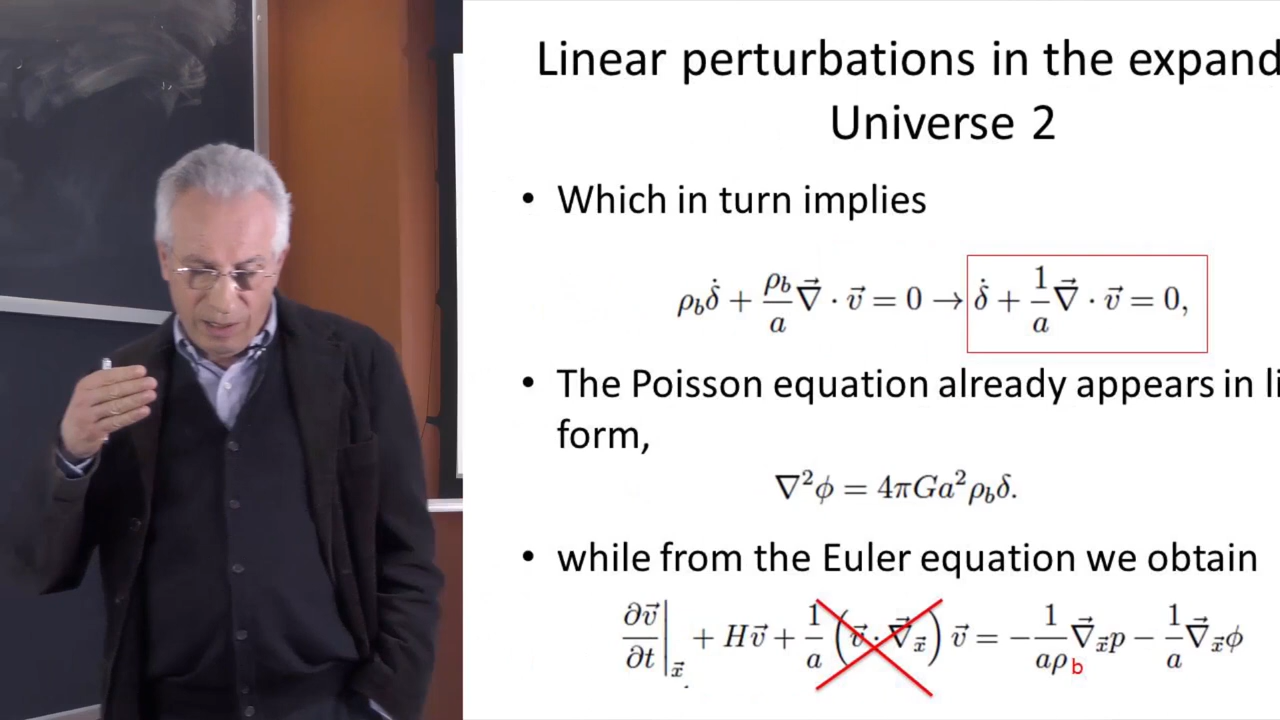 Linear perturbations in the expand
Universe 2
• Which in turn implies
ρ_b δ̇ + ρ_b/a ∇⃗ · v⃗ = 0 → δ̇ + 1/a ∇⃗ · v⃗ = 0,
• The Poisson equation already appears in li
form,
∇²ϕ = 4πGa²ρ_bδ.
• while from the Euler equation we obtain
∂v⃗/∂t |_x⃗ + Hv⃗ + 1/a (v⃗ · ∇⃗_x⃗) v⃗ = − 1/aρ_b ∇⃗_x⃗ p − 1/a ∇⃗_x⃗ ϕ